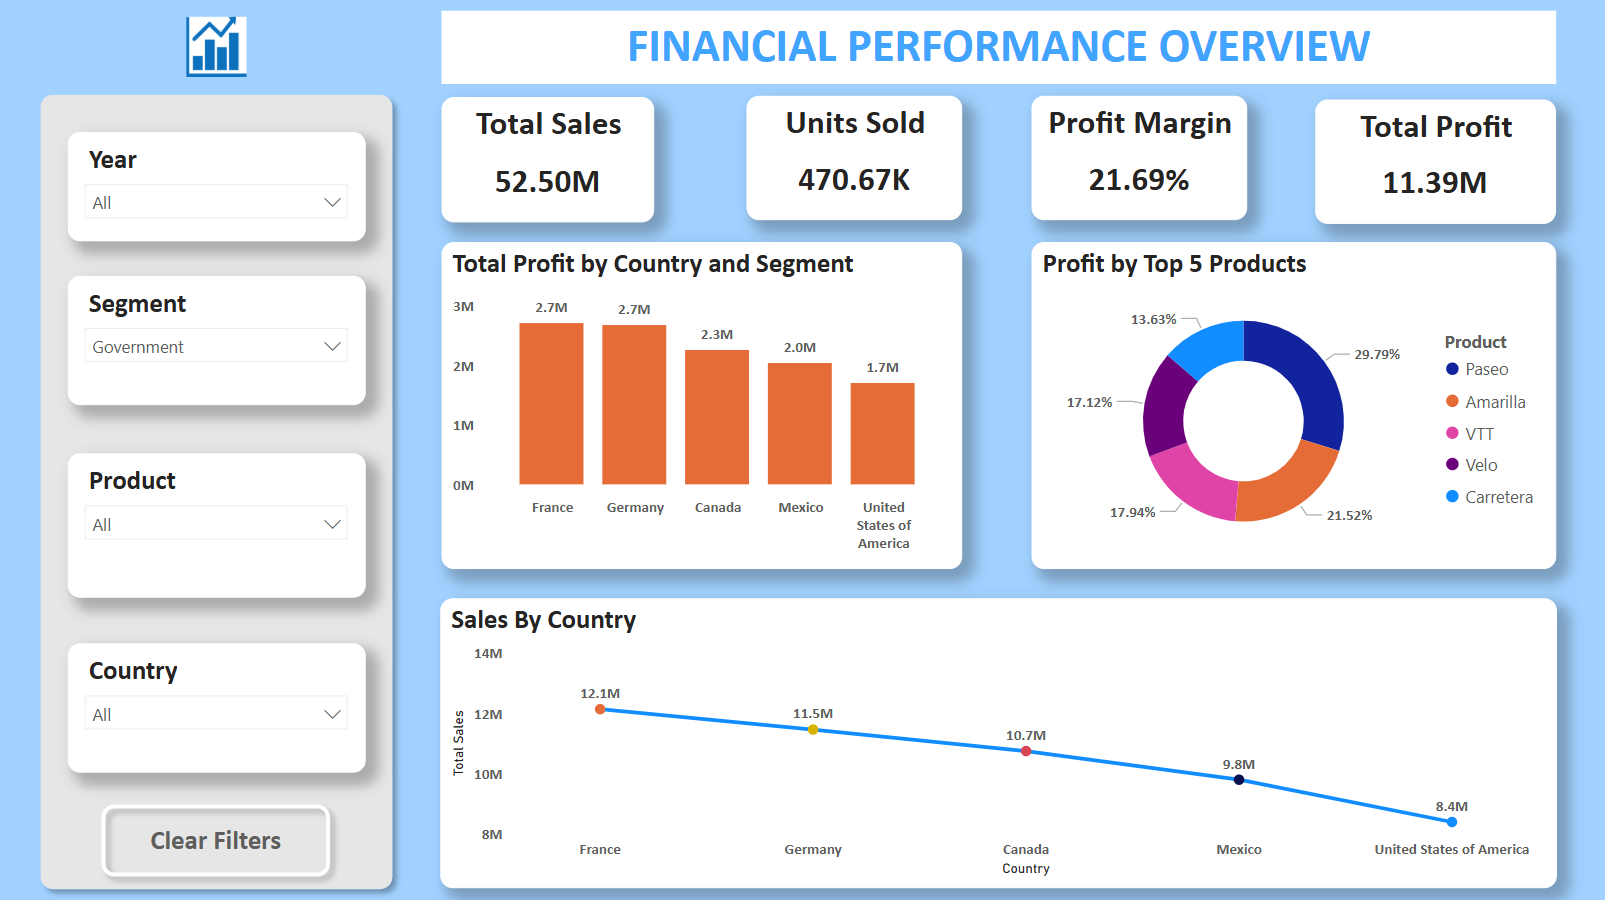 FINANCIAL PERFORMANCE OVERVIEW
Year
All
Segment
Government
Product
All
Country
All
Clear Filters
Total Sales
52.50M
Units Sold
470.67K
Profit Margin
21.69%
Total Profit
11.39M
Total Profit by Country and Segment
3M
2M
1M
0M
2.7M
2.7M
2.3M
2.0M
1.7M
France
Germany
Canada
Mexico
United
States of
America
Profit by Top 5 Products
13.63%
29.79%
17.12%
17.94%
21.52%
Product
Paseo
Amarilla
VTT
Velo
Carretera
Sales By Country
Total Sales
14M
12M
10M
8M
12.1M
11.5M
10.7M
9.8M
8.4M
France
Germany
Canada
Mexico
United States of America
Country